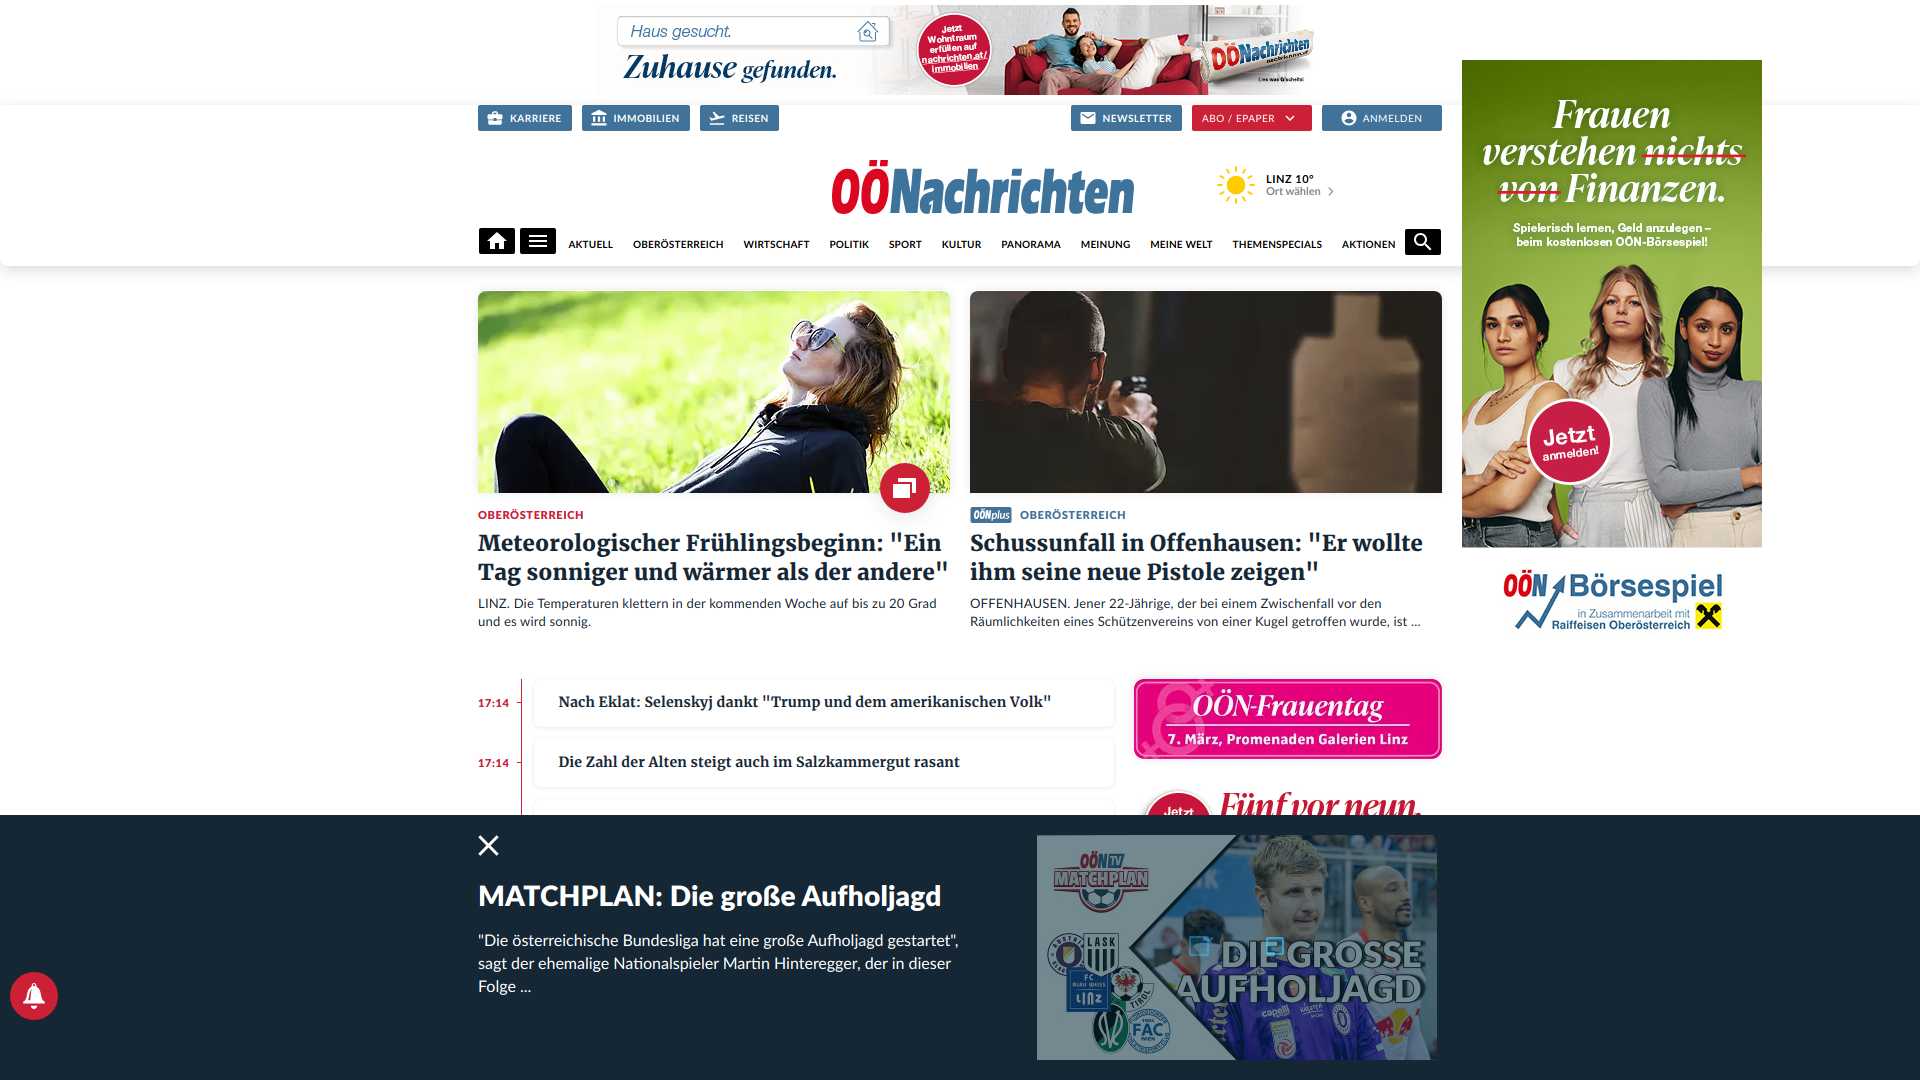 Haus gesucht.
Zuhause gefunden.
Jetzt
Wohntraum
erfüllen auf
nachrichten.at/
immobilien
OÖNachrichten
Lies was G'scheits!
KARRIERE
IMMOBILIEN
REISEN
NEWSLETTER
ABO / EPAPER
ANMELDEN
OÖNachrichten
LINZ 10°
Ort wählen
AKTUELL
OBERÖSTERREICH
WIRTSCHAFT
POLITIK
SPORT
KULTUR
PANORAMA
MEINUNG
MEINE WELT
THEMENSPECIALS
AKTIONEN
Frauen
verstehen nichts
von Finanzen.
Spielerisch lernen, Geld anzulegen –
beim kostenlosen OÖN-Börsespiel!
Jetzt
anmelden!
OÖN Börsespiel
in Zusammenarbeit mit
Raiffeisen Oberösterreich
OBERÖSTERREICH
Meteorologischer Frühlingsbeginn: "Ein
Tag sonniger und wärmer als der andere"
LINZ. Die Temperaturen klettern in der kommenden Woche auf bis zu 20 Grad
und es wird sonnig.
OÖNplus OBERÖSTERREICH
Schussunfall in Offenhausen: "Er wollte
ihm seine neue Pistole zeigen"
OFFENHAUSEN. Jener 22-Jährige, der bei einem Zwischenfall vor den
Räumlichkeiten eines Schützenvereins von einer Kugel getroffen wurde, ist ...
17:14 Nach Eklat: Selenskyj dankt "Trump und dem amerikanischen Volk"
17:14 Die Zahl der Alten steigt auch im Salzkammergut rasant
OÖN-Frauentag
7. März, Promenaden Galerien Linz
Jetzt
Fünf vor neun.
MATCHPLAN: Die große Aufholjagd
"Die österreichische Bundesliga hat eine große Aufholjagd gestartet",
sagt der ehemalige Nationalspieler Martin Hinteregger, der in dieser
Folge ...
OÖN TV
MATCHPLAN
LASK
FC
BLAU WEISS
LINZ
TIROL
FAC
WIEN
DIE GROSSE
AUFHOLJAGD
capelli